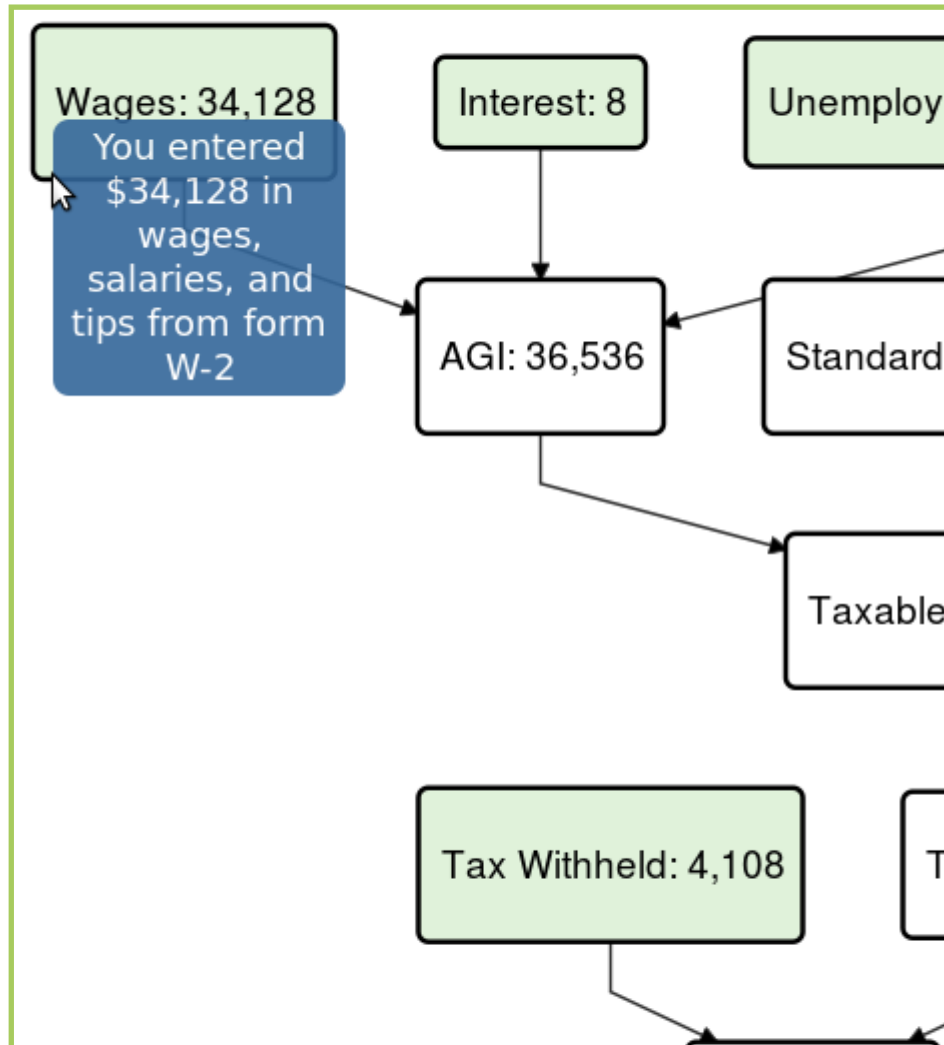 Wages: 34,128
Interest: 8
Unemploy
You entered
$34,128 in
wages,
salaries, and
tips from form
W-2
AGI: 36,536
Standard
Taxable
Tax Withheld: 4,108
T